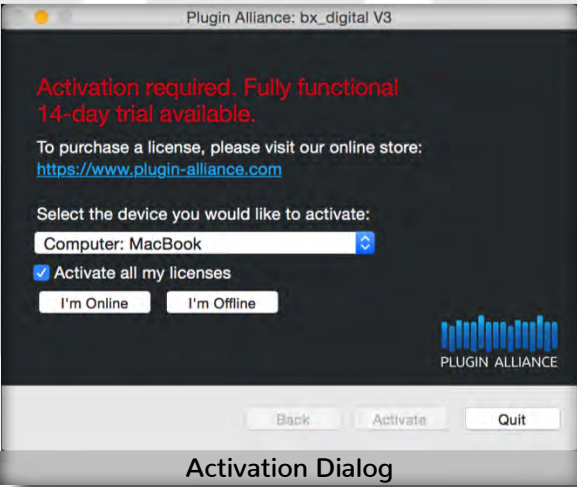 Plugin Alliance: bx_digital V3
Activation required. Fully functional
14-day trial available.
To purchase a license, please visit our online store:
https://www.plugin-alliance.com
Select the device you would like to activate:
Computer: MacBook
Activate all my licenses
I'm Online I'm Offline
PLUGIN ALLIANCE
Back Activate Quit
Activation Dialog